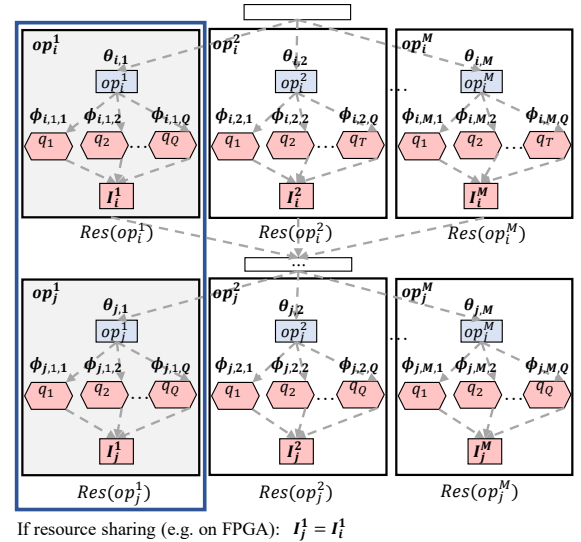 op_i^1 op_i^2 op_i^M
θ_{i,1} θ_{i,2} θ_{i,M}
op_i^1 op_i^2 ... op_i^M
ϕ_{i,1,1} ϕ_{i,1,2} ϕ_{i,1,Q} ϕ_{i,2,1} ϕ_{i,2,2} ϕ_{i,2,Q} ϕ_{i,M,1} ϕ_{i,M,2} ϕ_{i,M,Q}
q_1 q_2 ... q_Q q_1 q_2 ... q_T q_1 q_2 ... q_T
I_i^1 I_i^2 I_i^M
Res(op_i^1) Res(op_i^2) Res(op_i^M)
...
op_j^1 op_j^2 op_j^M
θ_{j,1} θ_{j,2} θ_{j,M}
op_j^1 op_j^2 ... op_j^M
ϕ_{j,1,1} ϕ_{j,1,2} ϕ_{j,1,Q} ϕ_{j,2,1} ϕ_{j,2,2} ϕ_{j,2,Q} ϕ_{j,M,1} ϕ_{j,M,2} ϕ_{j,M,Q}
q_1 q_2 ... q_Q q_1 q_2 ... q_Q q_1 q_2 ... q_Q
I_j^1 I_j^2 I_j^M
Res(op_j^1) Res(op_j^2) Res(op_j^M)
If resource sharing (e.g. on FPGA): I_j^1 = I_i^1